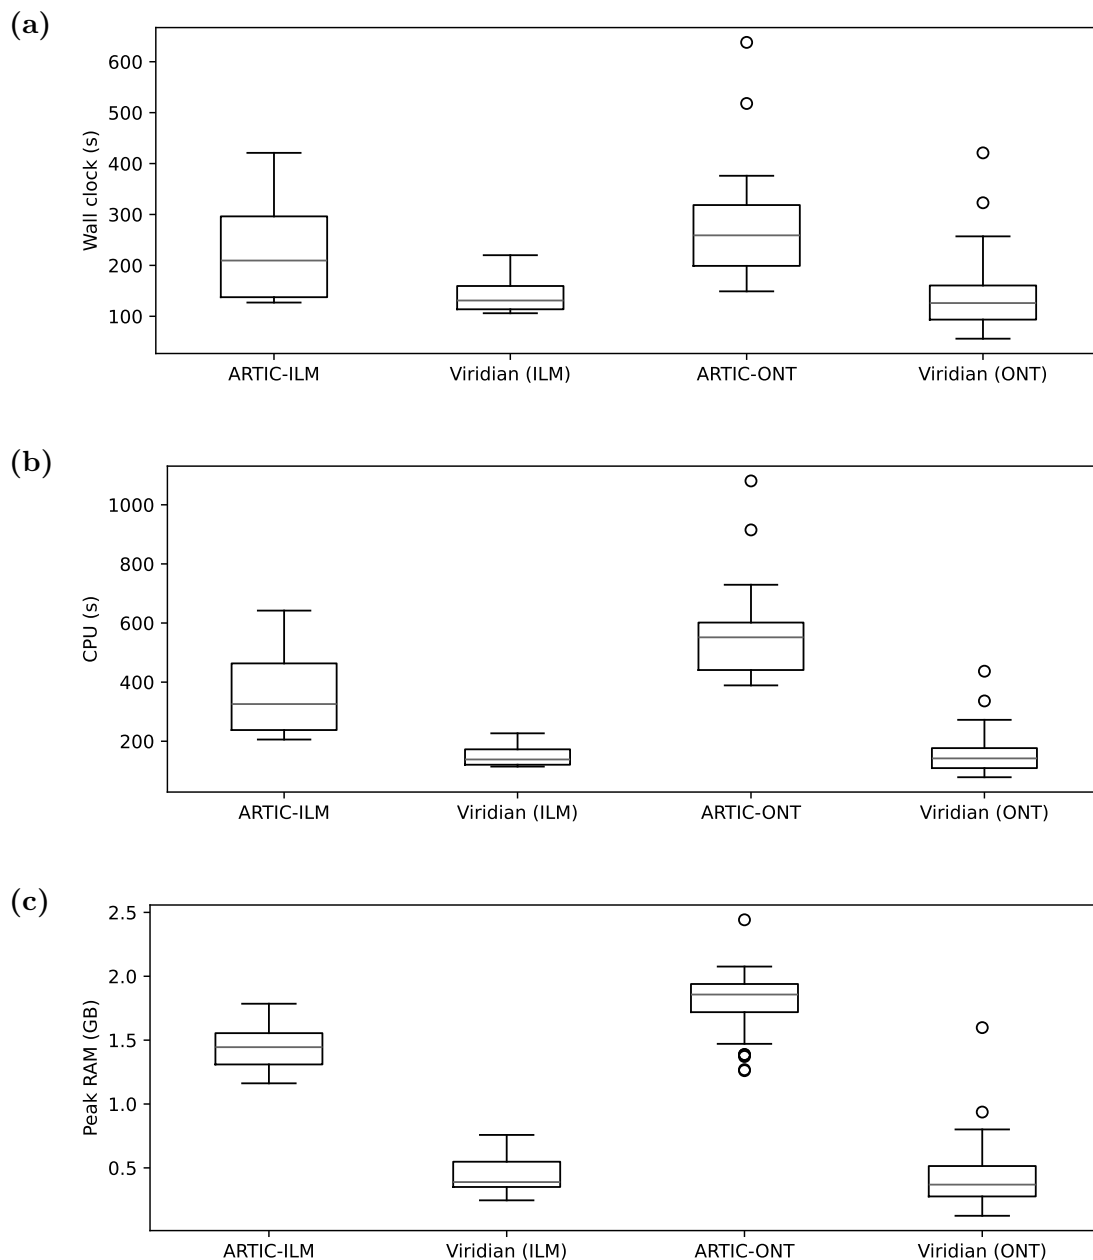 (a)
600
500
400
300
200
100
Wall clock (s)
ARTIC-ILM
Viridian (ILM)
ARTIC-ONT
Viridian (ONT)
(b)
1000
800
600
400
200
CPU (s)
ARTIC-ILM
Viridian (ILM)
ARTIC-ONT
Viridian (ONT)
(c)
2.5
2.0
1.5
1.0
0.5
Peak RAM (GB)
ARTIC-ILM
Viridian (ILM)
ARTIC-ONT
Viridian (ONT)